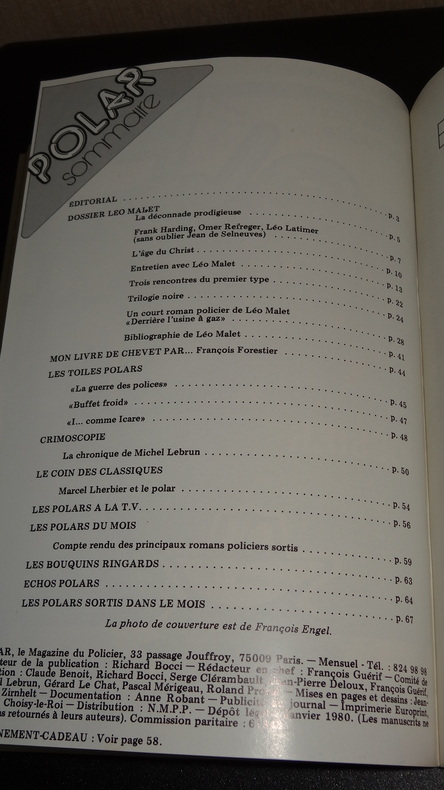 POLAR
sommaire
EDITORIAL . . . . . . . . . . p. 3
DOSSIER LEO MALET
La déconnade prodigieuse . . . . . . . . . . p. 5
Frank Harding, Omer Refreger, Léo Latimer
(sans oublier Jean de Selneuves) . . . . . . . . . . p. 7
L'âge du Christ . . . . . . . . . . p. 10
Entretien avec Léo Malet . . . . . . . . . . p. 13
Trois rencontres du premier type . . . . . . . . . . p. 22
Trilogie noire . . . . . . . . . . p. 24
Un court roman policier de Léo Malet
«Derrière l'usine à gaz» . . . . . . . . . . p. 28
Bibliographie de Léo Malet . . . . . . . . . . p. 41
MON LIVRE DE CHEVET PAR... François Forestier . . . . . . . . . . p. 44
LES TOILES POLARS
«La guerre des polices» . . . . . . . . . . p. 45
«Buffet froid» . . . . . . . . . . p. 47
«I... comme Icare» . . . . . . . . . . p. 48
CRIMOSCOPIE
La chronique de Michel Lebrun . . . . . . . . . . p. 50
LE COIN DES CLASSIQUES
Marcel Lherbier et le polar . . . . . . . . . . p. 54
LES POLARS A LA T.V. . . . . . . . . . . p. 56
LES POLARS DU MOIS
Compte rendu des principaux romans policiers sortis . . . . . . . . . . p. 59
LES BOUQUINS RINGARDS . . . . . . . . . . p. 63
ECHOS POLARS . . . . . . . . . . p. 64
LES POLARS SORTIS DANS LE MOIS . . . . . . . . . . p. 67
La photo de couverture est de François Engel.
AR, le Magazine du Policier, 33 passage Jouffroy, 75009 Paris. — Mensuel - Tél. : 824 98 98
teur de la publication : Richard Bocci — Rédacteur en chef : François Guérif — Comité de
tion : Claude Benoit, Richard Bocci, Serge Clérambault, Jean-Pierre Deloux, François Guérif,
l Lebrun, Gérard Le Chat, Pascal Mérigeau, Roland — Mises en pages et dessins : Jean-
Zirnhelt — Documentation : Anne Robant — journal — Imprimerie Europrint,
Choisy-le-Roi — Distribution : N.M.P.P. — Dépôt janvier 1980. (Les manuscrits ne
s retournés à leurs auteurs). Commission paritaire : 6
NEMENT-CADEAU : Voir page 58.